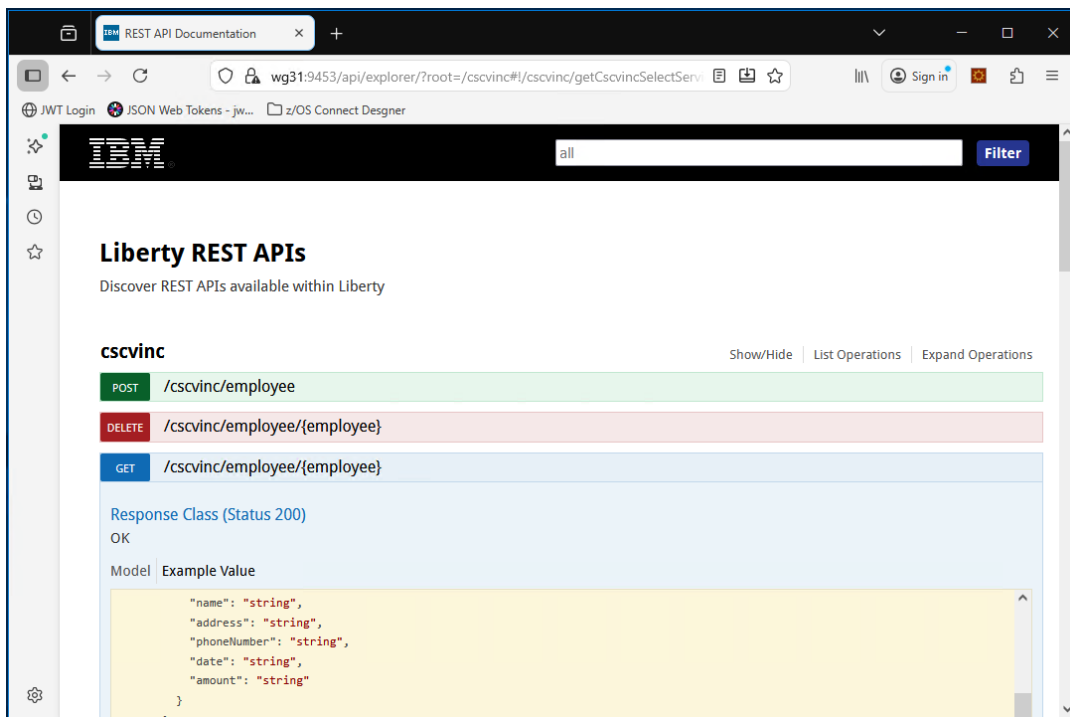 IBM REST API Documentation
wg31:9453/api/explorer/?root=/cscvinc#!/cscvinc/getCscvincSelectServi
Sign in
JWT Login JSON Web Tokens - jw... z/OS Connect Desgner
IBM
all
Filter
Liberty REST APIs
Discover REST APIs available within Liberty
cscvinc
Show/Hide List Operations Expand Operations
POST /cscvinc/employee
DELETE /cscvinc/employee/{employee}
GET /cscvinc/employee/{employee}
Response Class (Status 200)
OK
Model Example Value
"name": "string",
"address": "string",
"phoneNumber": "string",
"date": "string",
"amount": "string"
}